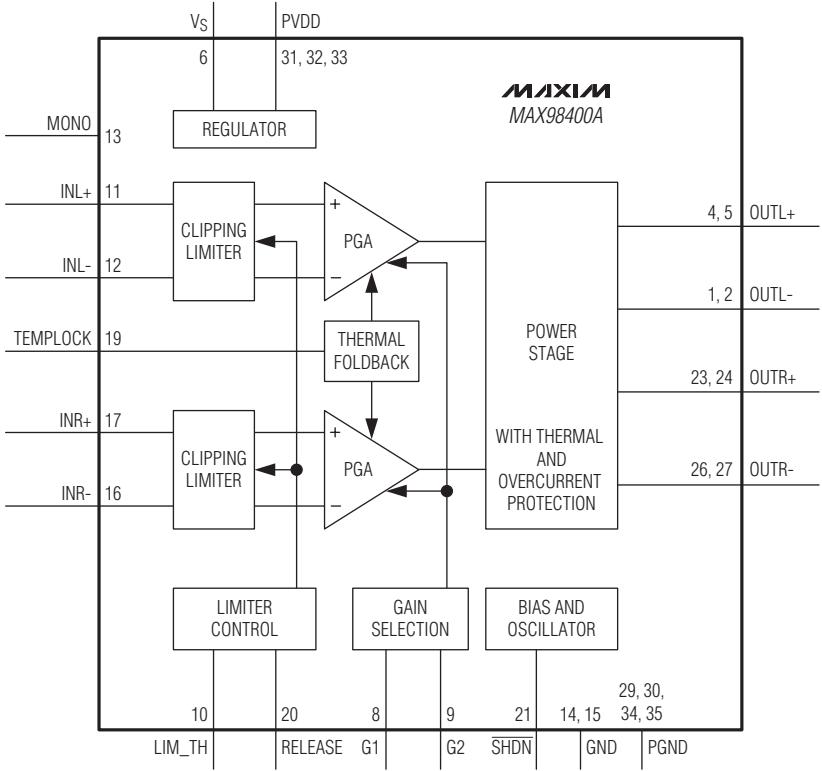 VS PVDD
6 31, 32, 33
MAXIM
MAX98400A
REGULATOR
MONO 13
INL+ 11
CLIPPING
LIMITER
+
PGA
−
INL- 12
4, 5 OUTL+
1, 2 OUTL-
TEMPLOCK 19
THERMAL
FOLDBACK
POWER
STAGE
23, 24 OUTR+
INR+ 17
CLIPPING
LIMITER
+
PGA
−
INR- 16
WITH THERMAL
AND
OVERCURRENT
PROTECTION
26, 27 OUTR-
LIMITER
CONTROL
GAIN
SELECTION
BIAS AND
OSCILLATOR
10 20 8 9 21 14, 15 29, 30,
34, 35
LIM_TH RELEASE G1 G2 SHDN GND PGND